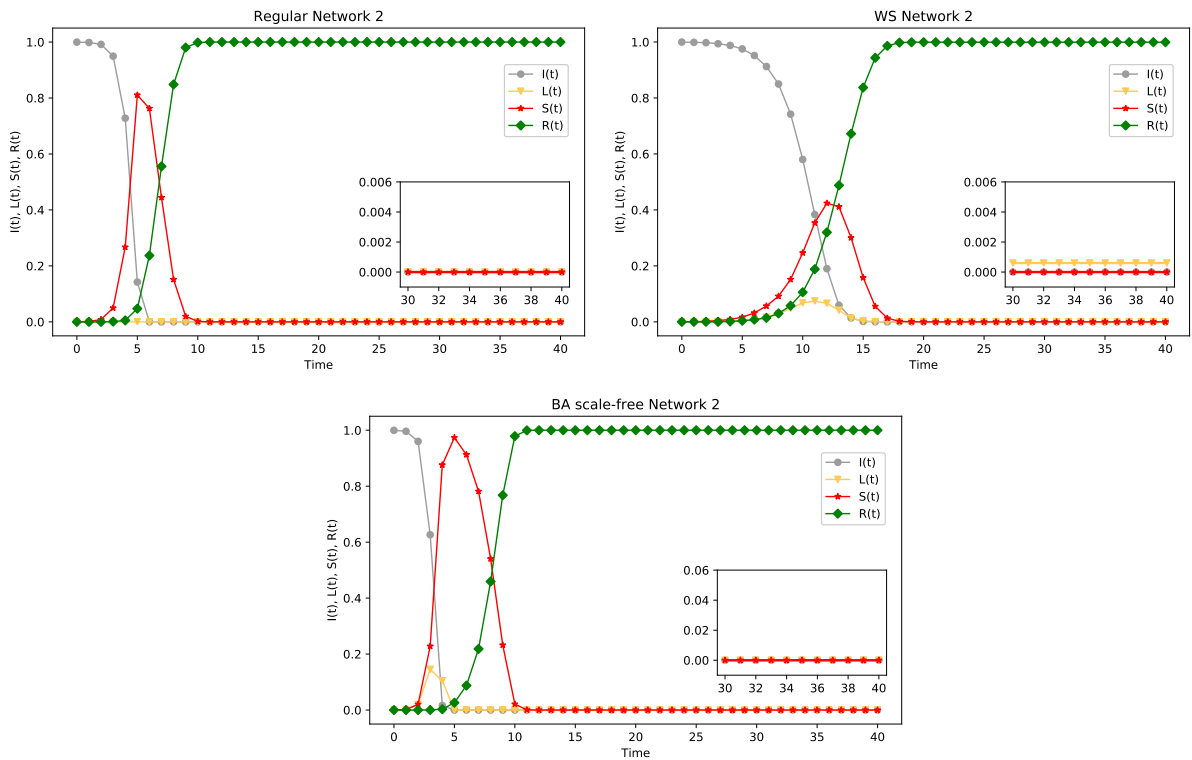 Regular Network 2
I(t), L(t), S(t), R(t)
1.0
0.8
0.6
0.4
0.2
0.0
I(t)
L(t)
S(t)
R(t)
0.006
0.004
0.002
0.000
30 32 34 36 38 40
0 5 10 15 20 25 30 35 40
Time
WS Network 2
I(t), L(t), S(t), R(t)
1.0
0.8
0.6
0.4
0.2
0.0
I(t)
L(t)
S(t)
R(t)
0.006
0.004
0.002
0.000
30 32 34 36 38 40
0 5 10 15 20 25 30 35 40
Time
BA scale-free Network 2
I(t), L(t), S(t), R(t)
1.0
0.8
0.6
0.4
0.2
0.0
I(t)
L(t)
S(t)
R(t)
0.06
0.04
0.02
0.00
30 32 34 36 38 40
0 5 10 15 20 25 30 35 40
Time